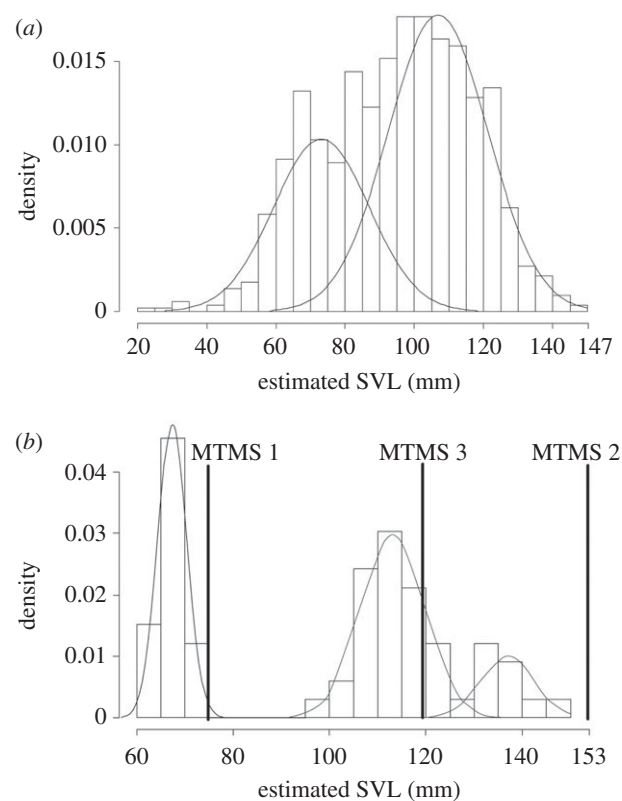 (a)
0.015
0.010
0.005
0
density
20 40 60 80 100 120 140 147
estimated SVL (mm)
(b)
MTMS 1 MTMS 3 MTMS 2
0.04
0.03
0.02
0.01
0
density
60 80 100 120 140 153
estimated SVL (mm)